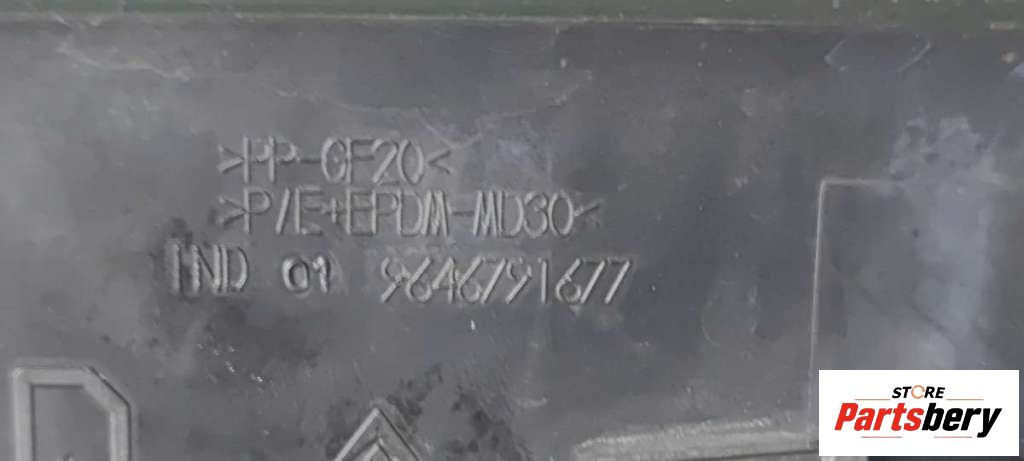 >PP-GF20<
>P/E+EPDM-MD30<
IND 01 9646791677
STORE
Partsbery